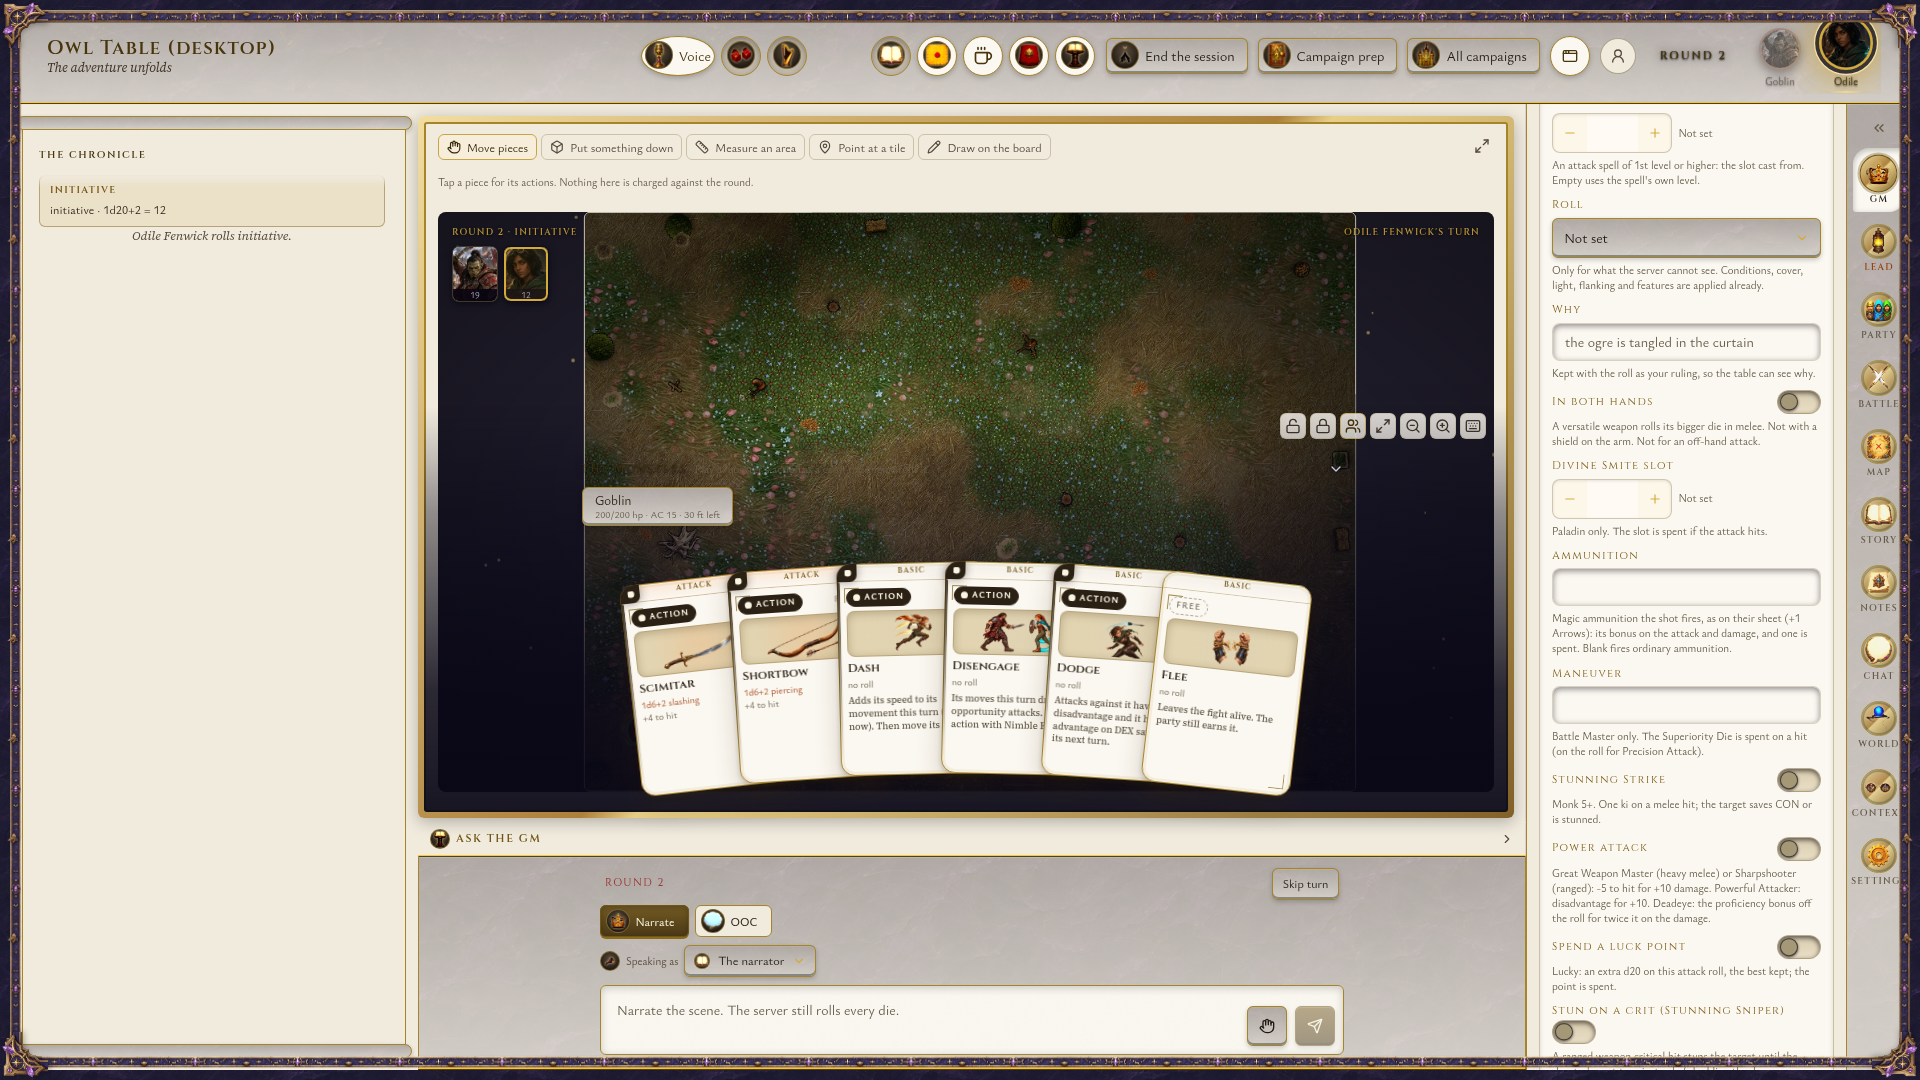 OWL TABLE (DESKTOP)
The adventure unfolds
Voice
End the session
Campaign prep
All campaigns
ROUND 2
Goblin
Odile
THE CHRONICLE
INITIATIVE
initiative · 1d20+2 = 12
Odile Fenwick rolls initiative.
Move pieces
Put something down
Measure an area
Point at a tile
Draw on the board
Tap a piece for its actions. Nothing here is charged against the round.
ROUND 2 · INITIATIVE
ODILE FENWICK'S TURN
19
12
Goblin
200/200 hp · AC 15 · 30 ft left
ATTACK
ACTION
SCIMITAR
1d6+2 slashing
+4 to hit
ATTACK
ACTION
SHORTBOW
1d6+2 piercing
+4 to hit
BASIC
ACTION
DASH
no roll
Adds its speed to its
movement this turn
now). Then move its
BASIC
ACTION
DISENGAGE
no roll
Its moves this turn
opportunity attacks.
action with Nimble
BASIC
ACTION
DODGE
no roll
Attacks against it
disadvantage and it
advantage on DEX
its next turn.
BASIC
FREE
FLEE
no roll
Leaves the fight alive. The
party still earns it.
ASK THE GM
ROUND 2
Skip turn
Narrate
OOC
Speaking as
The narrator
Narrate the scene. The server still rolls every die.
Not set
An attack spell of 1st level or higher: the slot cast from.
Empty uses the spell's own level.
ROLL
Not set
Only for what the server cannot see. Conditions, cover,
light, flanking and features are applied already.
WHY
the ogre is tangled in the curtain
Kept with the roll as your ruling, so the table can see why.
IN BOTH HANDS
A versatile weapon rolls its bigger die in melee. Not with a
shield on the arm. Not for an off-hand attack.
DIVINE SMITE SLOT
Not set
Paladin only. The slot is spent if the attack hits.
AMMUNITION
Magic ammunition the shot fires, as on their sheet (+1
Arrows): its bonus on the attack and damage, and one is
spent. Blank fires ordinary ammunition.
MANEUVER
Battle Master only. The Superiority Die is spent on a hit
(on the roll for Precision Attack).
STUNNING STRIKE
Monk 5+. One ki on a melee hit; the target saves CON or
is stunned.
POWER ATTACK
Great Weapon Master (heavy melee) or Sharpshooter
(ranged): -5 to hit for +10 damage. Powerful Attacker:
disadvantage for +10. Deadeye: the proficiency bonus off
the roll for twice it on the damage.
SPEND A LUCK POINT
Lucky: an extra d20 on this attack roll, the best kept; the
point is spent.
STUN ON A CRIT (STUNNING SNIPER)
GM
LEAD
PARTY
BATTLE
MAP
STORY
NOTES
CHAT
WORLD
CONTEX
SETTING